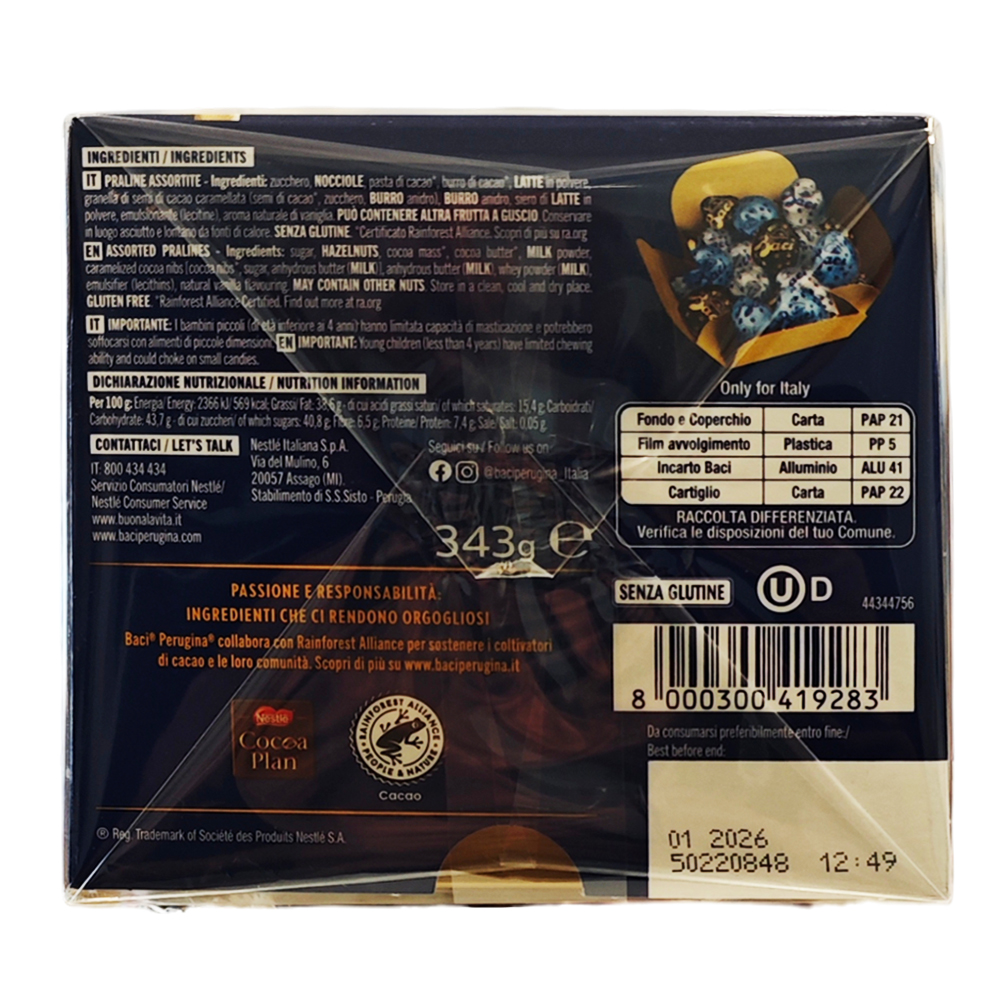 INGREDIENTI / INGREDIENTS
IT PRALINE ASSORTITE - Ingredienti: zucchero, NOCCIOLE, pasta di cacao*, burro di cacao*, LATTE in polvere,
granella di semi di cacao caramellata (semi di cacao*, zucchero, BURRO anidro), BURRO anidro, siero di LATTE in
polvere, emulsionante (lecitine), aroma naturale di vaniglia. PUÒ CONTENERE ALTRA FRUTTA A GUSCIO. Conservare
in luogo asciutto e lontano da fonti di calore. SENZA GLUTINE. *Certificato Rainforest Alliance. Scopri di più su ra.org
EN ASSORTED PRALINES - Ingredients: sugar, HAZELNUTS, cocoa mass*, cocoa butter*, MILK powder,
caramelized cocoa nibs (cocoa nibs*, sugar, anhydrous butter (MILK)), anhydrous butter (MILK), whey powder (MILK),
emulsifier (lecithins), natural vanilla flavouring. MAY CONTAIN OTHER NUTS. Store in a clean, cool and dry place.
GLUTEN FREE. *Rainforest Alliance Certified. Find out more at ra.org
IT IMPORTANTE: I bambini piccoli (di età inferiore ai 4 anni) hanno limitata capacità di masticazione e potrebbero
soffocarsi con alimenti di piccole dimensioni. EN IMPORTANT: Young children (less than 4 years) have limited chewing
ability and could choke on small candies.
DICHIARAZIONE NUTRIZIONALE / NUTRITION INFORMATION
Per 100 g: Energia/ Energy: 2366 kJ/ 569 kcal; Grassi/ Fat: 38,6 g - di cui acidi grassi saturi/ of which saturates: 15,4 g; Carboidrati/
Carbohydrate: 43,7 g - di cui zuccheri/ of which sugars: 40,8 g; Fibre: 6,5 g; Proteine/ Protein: 7,4 g; Sale/ Salt: 0,05 g.
CONTATTACI / LET'S TALK
IT: 800 434 434
Servizio Consumatori Nestlé/
Nestlé Consumer Service
www.buonalavita.it
www.baciperugina.com
Nestlé Italiana S.p.A.
Via del Mulino, 6
20057 Assago (MI).
Stabilimento di S.S.Sisto - Perugia
Seguici su / Follow us on:
@baciperugina_Italia
343g ℮
PASSIONE E RESPONSABILITÀ:
INGREDIENTI CHE CI RENDONO ORGOGLIOSI
Baci® Perugina® collabora con Rainforest Alliance per sostenere i coltivatori
di cacao e le loro comunità. Scopri di più su www.baciperugina.it
Nestlé
Cocoa
Plan
RAINFOREST ALLIANCE
PEOPLE & NATURE
Cacao
® Reg. Trademark of Société des Produits Nestlé S.A.
Baci
Baci
Only for Italy
Fondo e Coperchio Carta PAP 21
Film avvolgimento Plastica PP 5
Incarto Baci Alluminio ALU 41
Cartiglio Carta PAP 22
RACCOLTA DIFFERENZIATA.
Verifica le disposizioni del tuo Comune.
SENZA GLUTINE
U D
44344756
8 000300 419283
Da consumarsi preferibilmente entro fine:/
Best before end:
01 2026
50220848 12:49